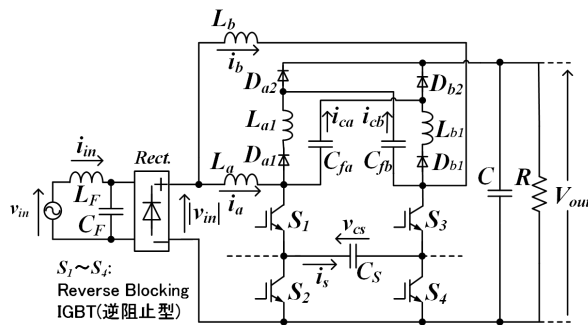 L_b
i_b
D_a2
D_b2
i_ca
i_cb
L_a1
L_b1
i_in
Rect.
L_a
D_a1
C_fa
C_fb
D_b1
L_F
C
R
V_out
v_in
C_F
|v_in|
i_a
S_1
v_cs
S_3
S_1~S_4:
Reverse Blocking
IGBT(逆阻止型)
i_s
C_S
S_2
S_4